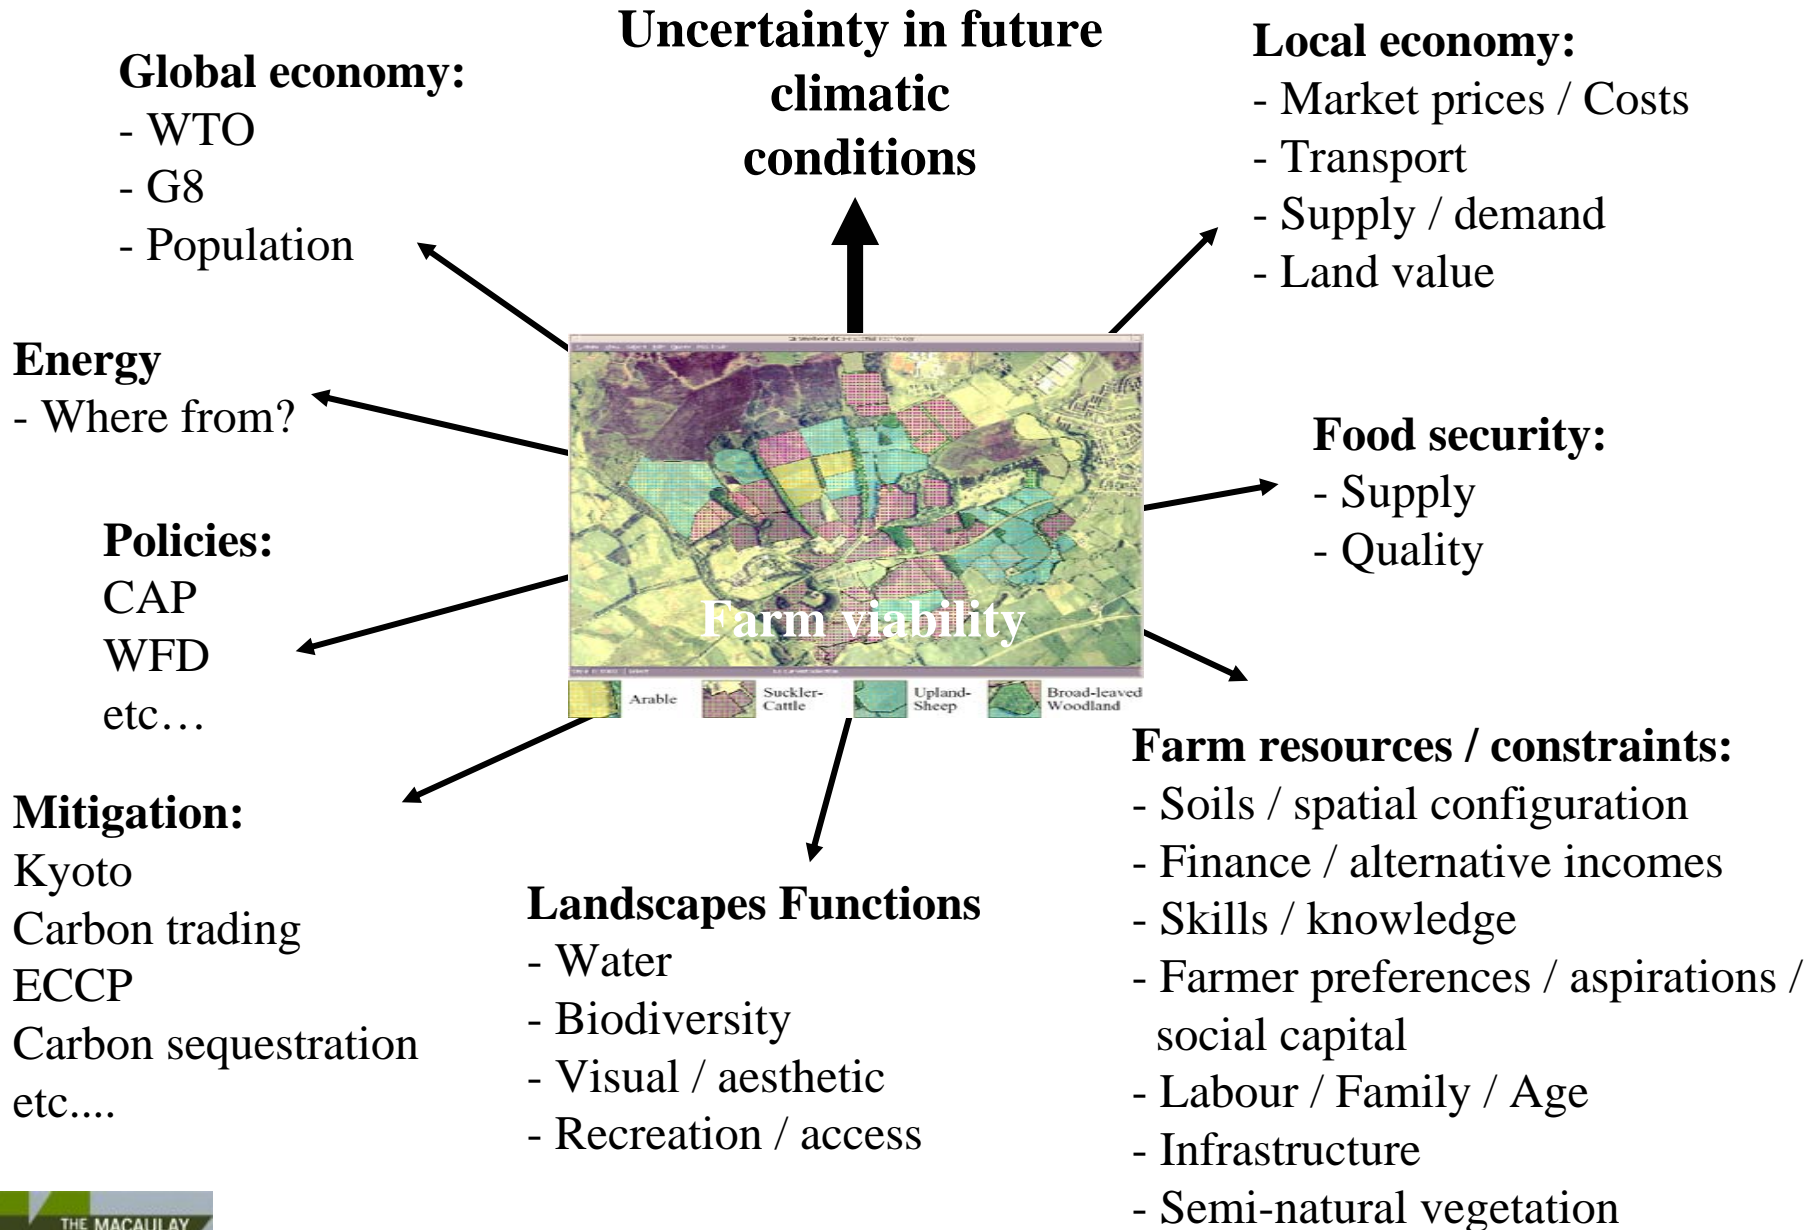 Uncertainty in future
climatic
conditions
Global economy:
- WTO
- G8
- Population
Local economy:
- Market prices / Costs
- Transport
- Supply / demand
- Land value
Energy
- Where from?
Food security:
- Supply
- Quality
Policies:
CAP
WFD
etc…
Farm viability
Arable
Suckler-
Cattle
Upland-
Sheep
Broad-leaved
Woodland
Mitigation:
Kyoto
Carbon trading
ECCP
Carbon sequestration
etc....
Landscapes Functions
- Water
- Biodiversity
- Visual / aesthetic
- Recreation / access
Farm resources / constraints:
- Soils / spatial configuration
- Finance / alternative incomes
- Skills / knowledge
- Farmer preferences / aspirations /
social capital
- Labour / Family / Age
- Infrastructure
- Semi-natural vegetation
THE MACAULAY